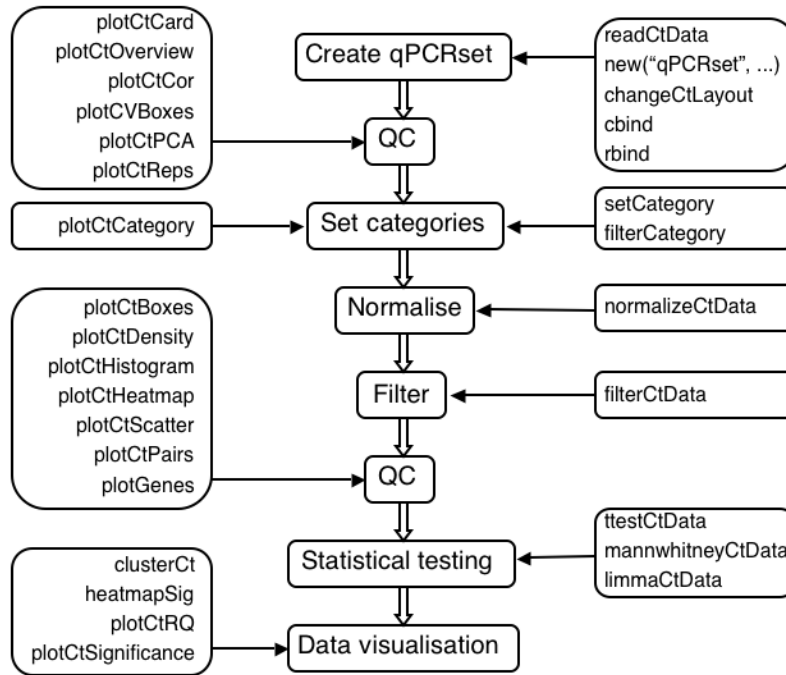 plotCtCard
plotCtOverview
plotCtCor
plotCVBoxes
plotCtPCA
plotCtReps
Create qPCRset
readCtData
new("qPCRset", ...)
changeCtLayout
cbind
rbind
QC
plotCtCategory
Set categories
setCategory
filterCategory
Normalise
normalizeCtData
plotCtBoxes
plotCtDensity
plotCtHistogram
plotCtHeatmap
plotCtScatter
plotCtPairs
plotGenes
Filter
filterCtData
QC
Statistical testing
ttestCtData
mannwhitneyCtData
limmaCtData
clusterCt
heatmapSig
plotCtRQ
plotCtSignificance
Data visualisation